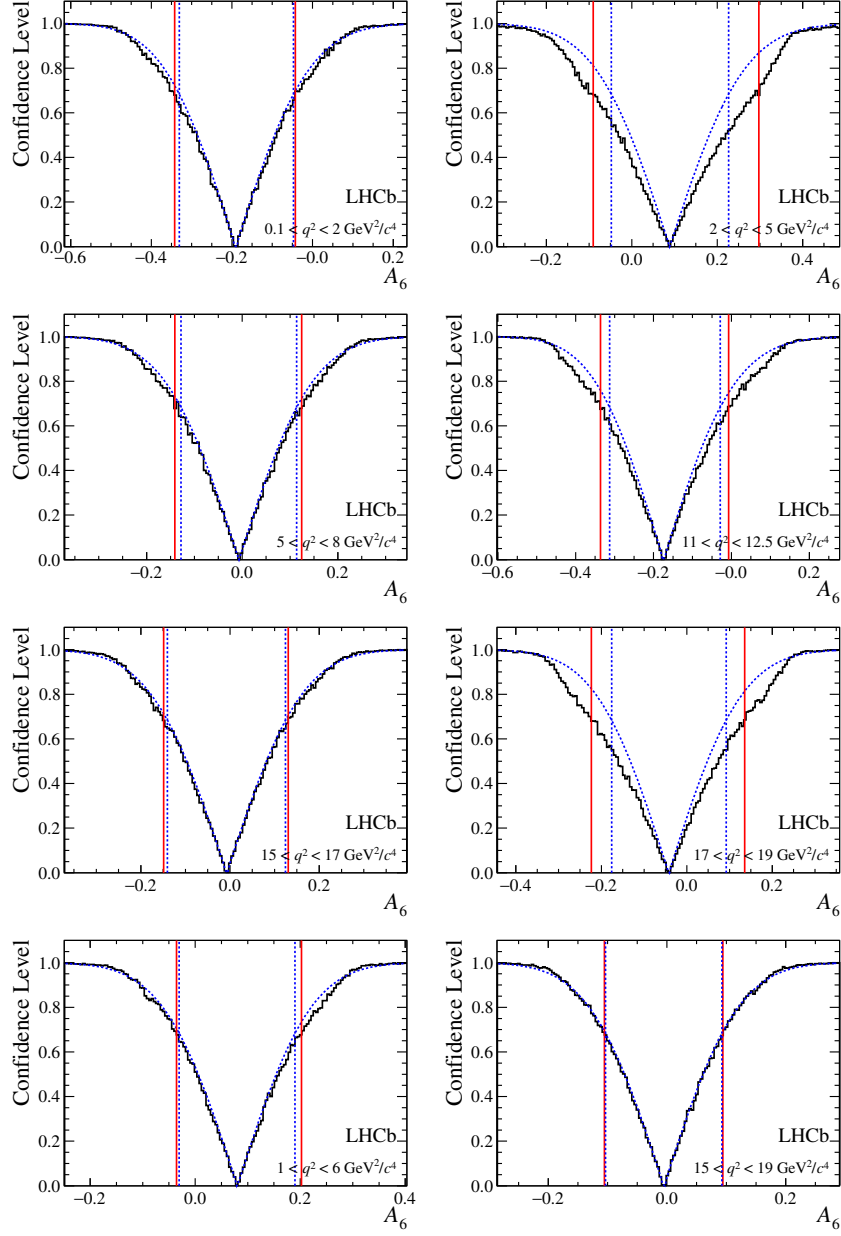 Confidence Level
1.0
0.8
0.6
0.4
0.2
0.0
LHCb
0.1 < q² < 2 GeV²/c⁴
−0.6 −0.4 −0.2 −0.0 0.2
A₆
Confidence Level
1.0
0.8
0.6
0.4
0.2
0.0
LHCb
2 < q² < 5 GeV²/c⁴
−0.2 0.0 0.2 0.4
A₆
Confidence Level
1.0
0.8
0.6
0.4
0.2
0.0
LHCb
5 < q² < 8 GeV²/c⁴
−0.2 0.0 0.2
A₆
Confidence Level
1.0
0.8
0.6
0.4
0.2
0.0
LHCb
11 < q² < 12.5 GeV²/c⁴
−0.6 −0.4 −0.2 −0.0 0.2
A₆
Confidence Level
1.0
0.8
0.6
0.4
0.2
0.0
LHCb
15 < q² < 17 GeV²/c⁴
−0.2 0.0 0.2
A₆
Confidence Level
1.0
0.8
0.6
0.4
0.2
0.0
LHCb
17 < q² < 19 GeV²/c⁴
−0.4 −0.2 0.0 0.2
A₆
Confidence Level
1.0
0.8
0.6
0.4
0.2
0.0
LHCb
1 < q² < 6 GeV²/c⁴
−0.2 0.0 0.2 0.4
A₆
Confidence Level
1.0
0.8
0.6
0.4
0.2
0.0
LHCb
15 < q² < 19 GeV²/c⁴
−0.2 0.0 0.2
A₆